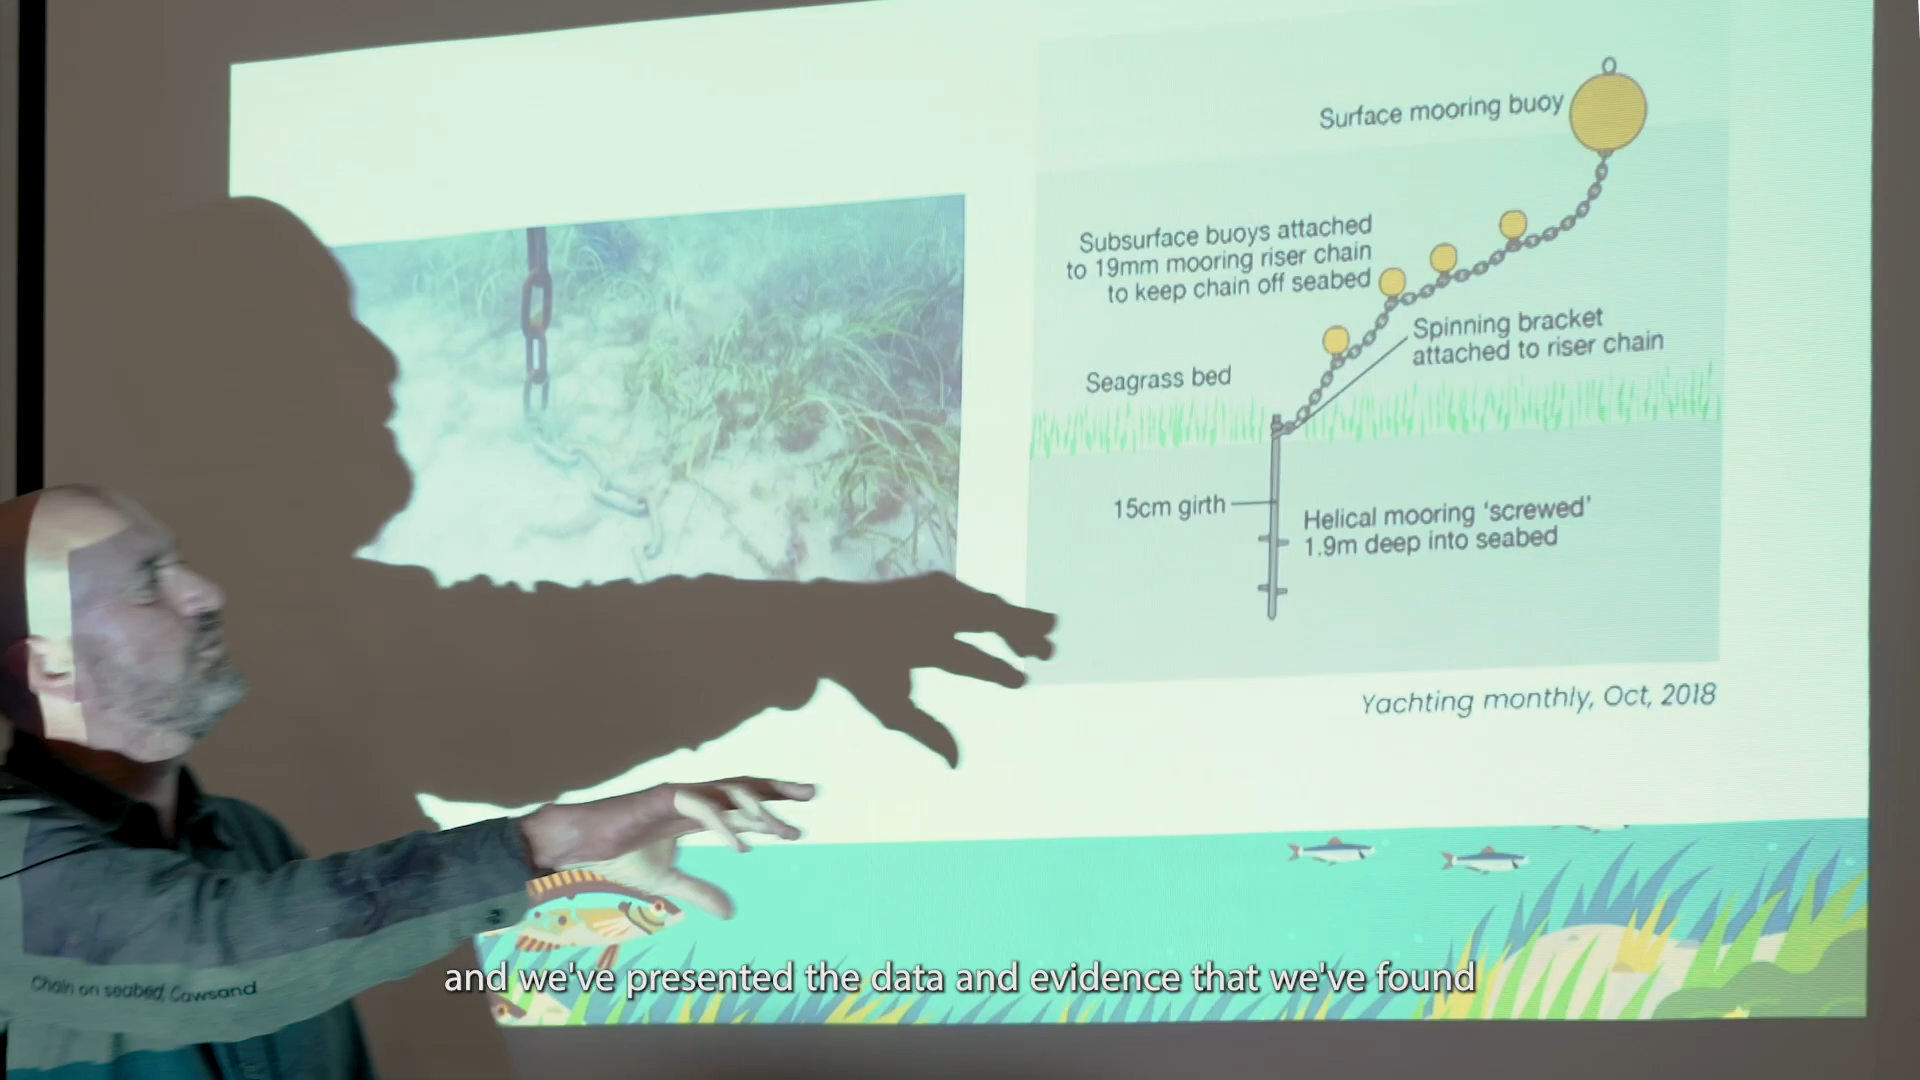 Surface mooring buoy
Subsurface buoys attached
to 19mm mooring riser chain
to keep chain off seabed
Spinning bracket
attached to riser chain
Seagrass bed
15cm girth
Helical mooring ‘screwed’
1.9m deep into seabed
Yachting monthly, Oct, 2018
Chain on seabed, Cawsand
and we've presented the data and evidence that we've found